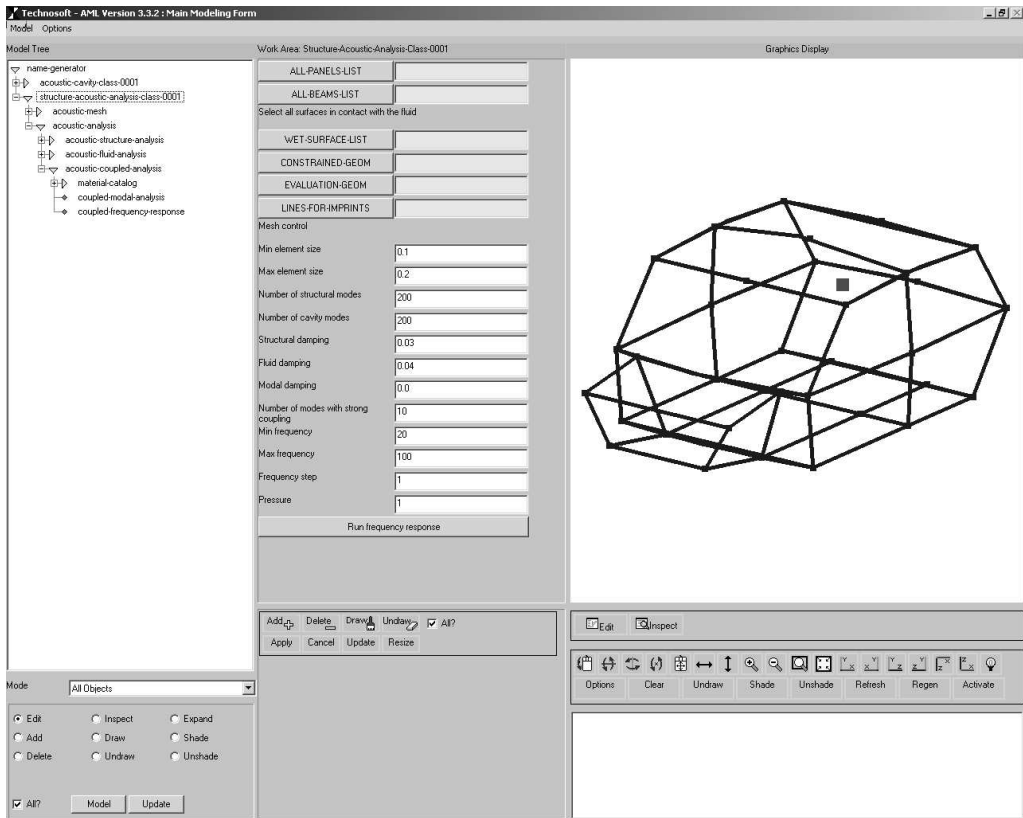 Technosoft - AML Version 3.3.2 : Main Modeling Form
Model Options
Model Tree
name-generator
acoustic-cavity-class-0001
structure-acoustic-analysis-class-0001
acoustic-mesh
acoustic-analysis
acoustic-structure-analysis
acoustic-fluid-analysis
acoustic-coupled-analysis
material-catalog
coupled-modal-analysis
coupled-frequency-response
Mode All Objects
Edit Inspect Expand
Add Draw Shade
Delete Undraw Unshade
All? Model Update
Work Area: Structure-Acoustic-Analysis-Class-0001
ALL-PANELS-LIST
ALL-BEAMS-LIST
Select all surfaces in contact with the fluid
WET-SURFACE-LIST
CONSTRAINED-GEOM
EVALUATION-GEOM
LINES-FOR-IMPRINTS
Mesh control
Min element size 0.1
Max element size 0.2
Number of structural modes 200
Number of cavity modes 200
Structural damping 0.03
Fluid damping 0.04
Modal damping 0.0
Number of modes with strong
coupling 10
Min frequency 20
Max frequency 100
Frequency step 1
Pressure 1
Run frequency response
Add Delete Draw Undraw All?
Apply Cancel Update Resize
Graphics Display
Edit Inspect
Y X X Y Y Z Z Y Z X Z X
Options Clear Undraw Shade Unshade Refresh Regen Activate